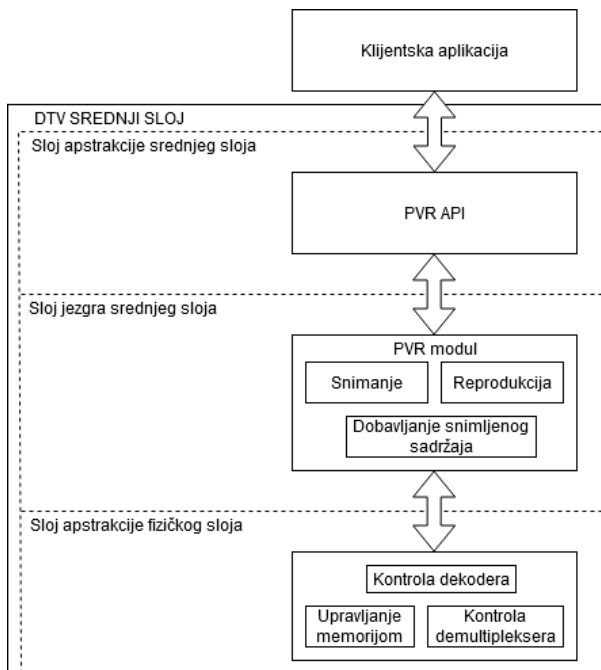 Klijentska aplikacija
DTV SREDNJI SLOJ
Sloj apstrakcije srednjeg sloja
PVR API
Sloj jezgra srednjeg sloja
PVR modul
Snimanje
Reprodukcija
Dobavljanje snimljenog
sadržaja
Sloj apstrakcije fizičkog sloja
Kontrola dekodera
Upravljanje
memorijom
Kontrola
demultipleksera